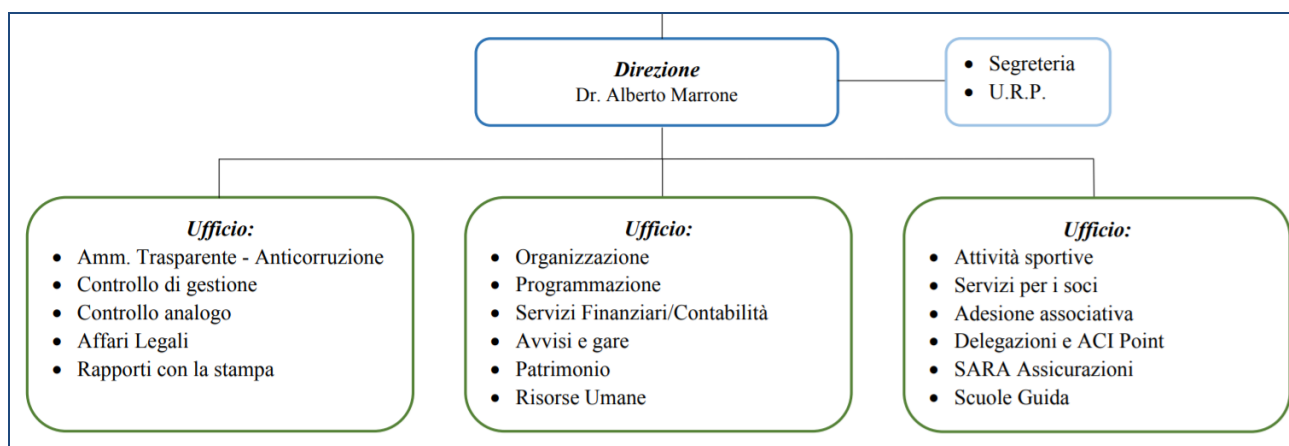 Direzione
Dr. Alberto Marrone
• Segreteria
• U.R.P.
Ufficio:
• Amm. Trasparente - Anticorruzione
• Controllo di gestione
• Controllo analogo
• Affari Legali
• Rapporti con la stampa
Ufficio:
• Organizzazione
• Programmazione
• Servizi Finanziari/Contabilità
• Avvisi e gare
• Patrimonio
• Risorse Umane
Ufficio:
• Attività sportive
• Servizi per i soci
• Adesione associativa
• Delegazioni e ACI Point
• SARA Assicurazioni
• Scuole Guida